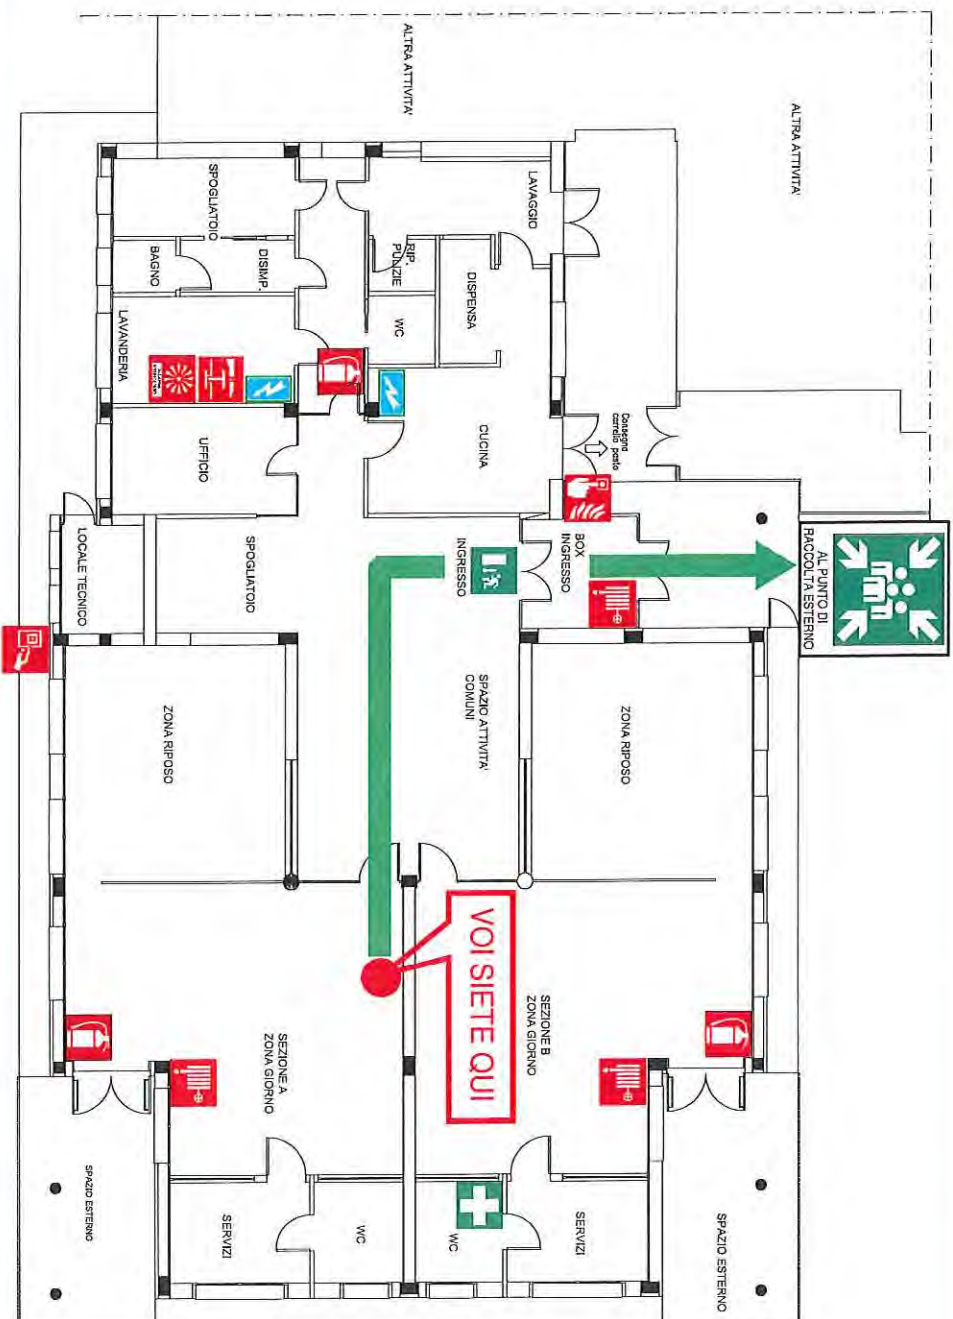 ALTRA ATTIVITA'
AL PUNTO DI
RACCOLTA ESTERNO
SPAZIO ESTERNO
Consegna
carrello pasto
ZONA RIPOSO
BOX
INGRESSO
SERVIZI
LAVAGGIO
SEZIONE B
ZONA GIORNO
CUCINA
VOI SIETE QUI
DISPENSA
INGRESSO
SPAZIO ATTIVITA'
COMUNI
WC
ALTRA ATTIVITA'
RIP.
PULIZIE
WC
WC
DISIMP.
SPOGLIATOIO
SEZIONE A
ZONA GIORNO
SPOGLIATOIO
UFFICIO
SERVIZI
BAGNO
ZONA RIPOSO
LAVANDERIA
LOCALE TECNICO
SPAZIO ESTERNO